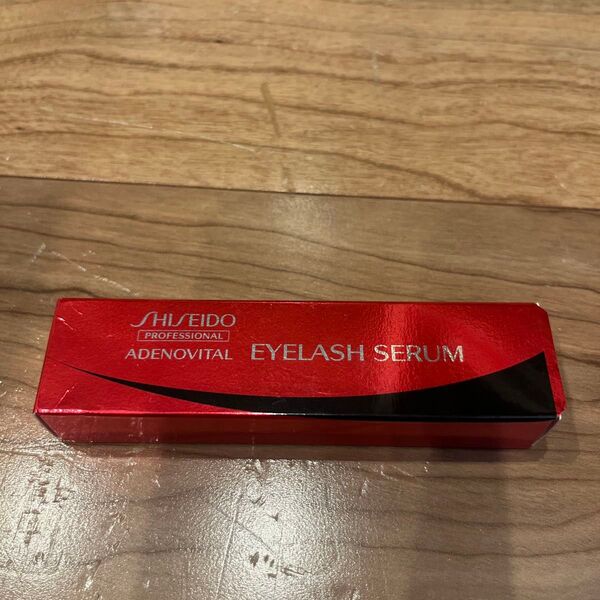 SHISEIDO
PROFESSIONAL
ADENOVITAL EYELASH SERUM